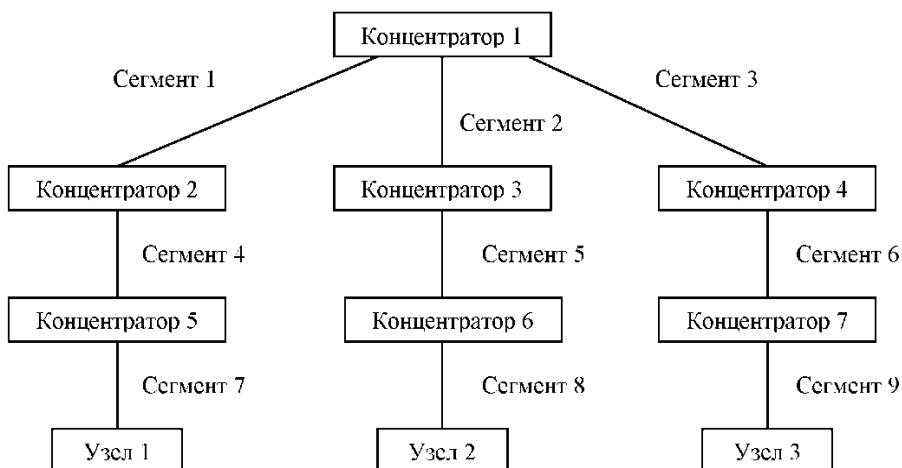 Концентратор 1
Сегмент 1
Сегмент 3
Сегмент 2
Концентратор 2
Концентратор 3
Концентратор 4
Сегмент 4
Сегмент 5
Сегмент 6
Концентратор 5
Концентратор 6
Концентратор 7
Сегмент 7
Сегмент 8
Сегмент 9
Узел 1
Узел 2
Узел 3